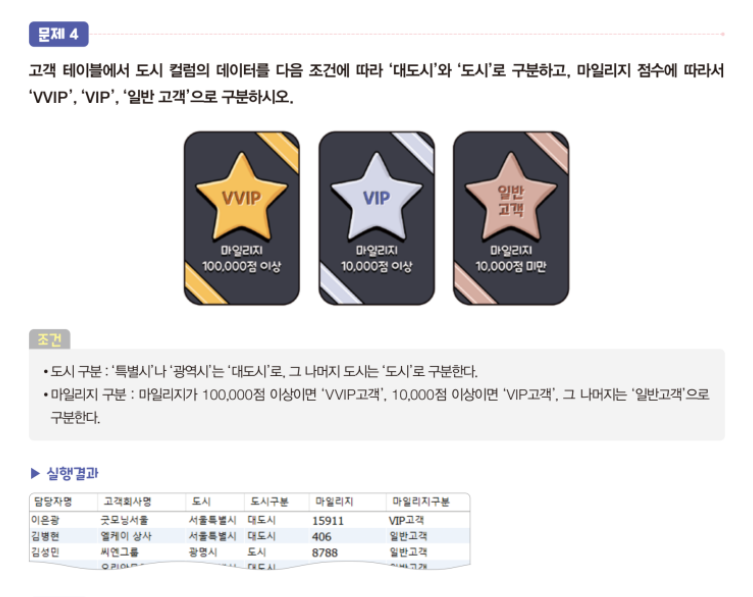 문제 4
고객 테이블에서 도시 컬럼의 데이터를 다음 조건에 따라 ‘대도시’와 ‘도시’로 구분하고, 마일리지 점수에 따라서
‘VVIP’, ‘VIP’, ‘일반 고객’으로 구분하시오.
VVIP
마일리지
100,000점 이상
VIP
마일리지
10,000점 이상
일반
고객
마일리지
10,000점 미만
조건
• 도시 구분 : ‘특별시’나 ‘광역시’는 ‘대도시’로, 그 나머지 도시는 ‘도시’로 구분한다.
• 마일리지 구분 : 마일리지가 100,000점 이상이면 ‘VVIP고객’, 10,000점 이상이면 ‘VIP고객’, 그 나머지는 ‘일반고객’으로
구분한다.
▶ 실행결과
담당자명 고객회사명 도시 도시구분 마일리지 마일리지구분
이은광 굿모닝서울 서울특별시 대도시 15911 VIP고객
김병현 엘케이 상사 서울특별시 대도시 406 일반고객
김성민 씨엔그룹 광명시 도시 8788 일반고객